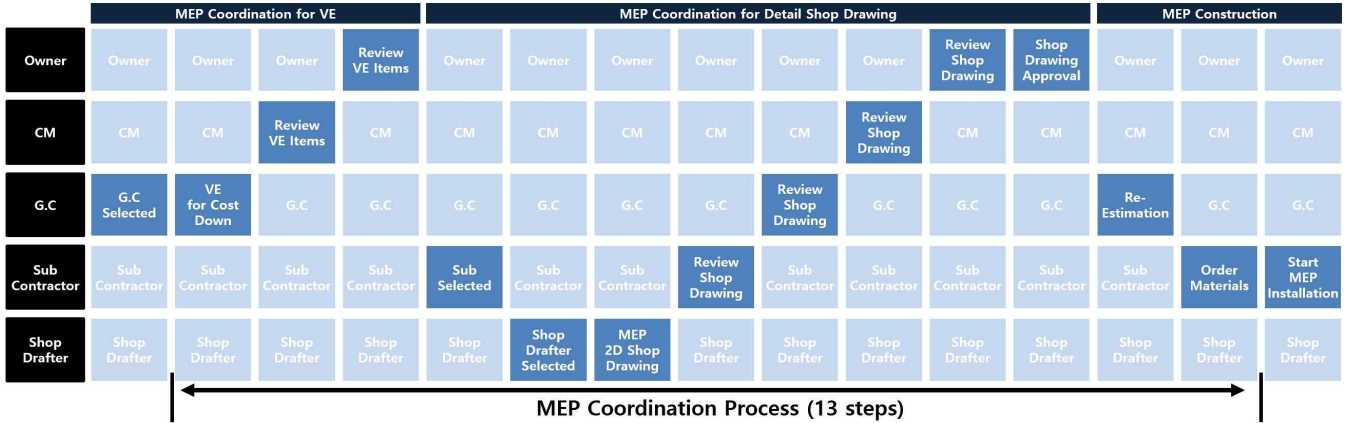 MEP Coordination for VE
MEP Coordination for Detail Shop Drawing
MEP Construction
Owner
Owner
Owner
Owner
Review
VE Items
Owner
Owner
Owner
Owner
Owner
Owner
Review
Shop
Drawing
Shop
Drawing
Approval
Owner
Owner
Owner
CM
CM
CM
Review
VE Items
CM
CM
CM
CM
CM
CM
Review
Shop
Drawing
CM
CM
CM
CM
CM
G.C
G.C
Selected
VE
for Cost
Down
G.C
G.C
G.C
G.C
G.C
G.C
Review
Shop
Drawing
G.C
G.C
G.C
Re-
Estimation
G.C
G.C
Sub
Contractor
Sub
Contractor
Sub
Contractor
Sub
Contractor
Sub
Contractor
Sub
Selected
Sub
Contractor
Sub
Contractor
Review
Shop
Drawing
Sub
Contractor
Sub
Contractor
Sub
Contractor
Sub
Contractor
Sub
Contractor
Order
Materials
Start
MEP
Installation
Shop
Drafter
Shop
Drafter
Shop
Drafter
Shop
Drafter
Shop
Drafter
Shop
Drafter
Shop
Drafter
Selected
MEP
2D Shop
Drawing
Shop
Drafter
Shop
Drafter
Shop
Drafter
Shop
Drafter
Shop
Drafter
Shop
Drafter
Shop
Drafter
Shop
Drafter
MEP Coordination Process (13 steps)